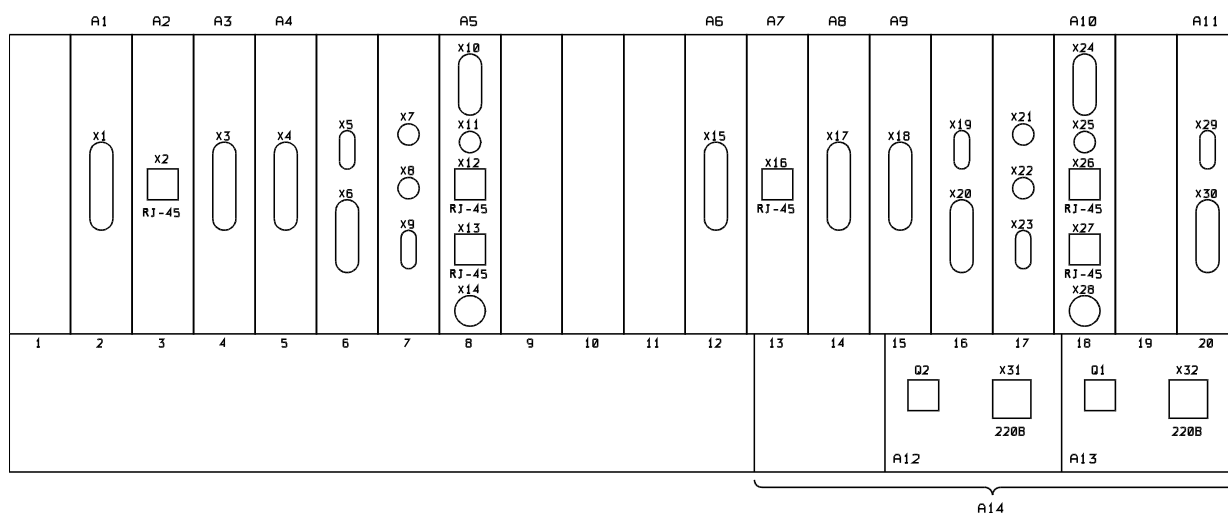 A1 A2 A3 A4 A5 A6 A7 A8 A9 A10 A11
X10 X24
X7 X21
X5 X11 X19 X25 X29
X1 X3 X4 X15 X17 X18
X2 X8 X12 X16 X22 X26
X6 X20 X30
RJ-45 RJ-45 RJ-45 RJ-45
X9 X13 X23 X27
RJ-45 RJ-45
X14 X28
1 2 3 4 5 6 7 8 9 10 11 12 13 14 15 16 17 18 19 20
Q2 X31 Q1 X32
220В 220В
A12 A13
A14